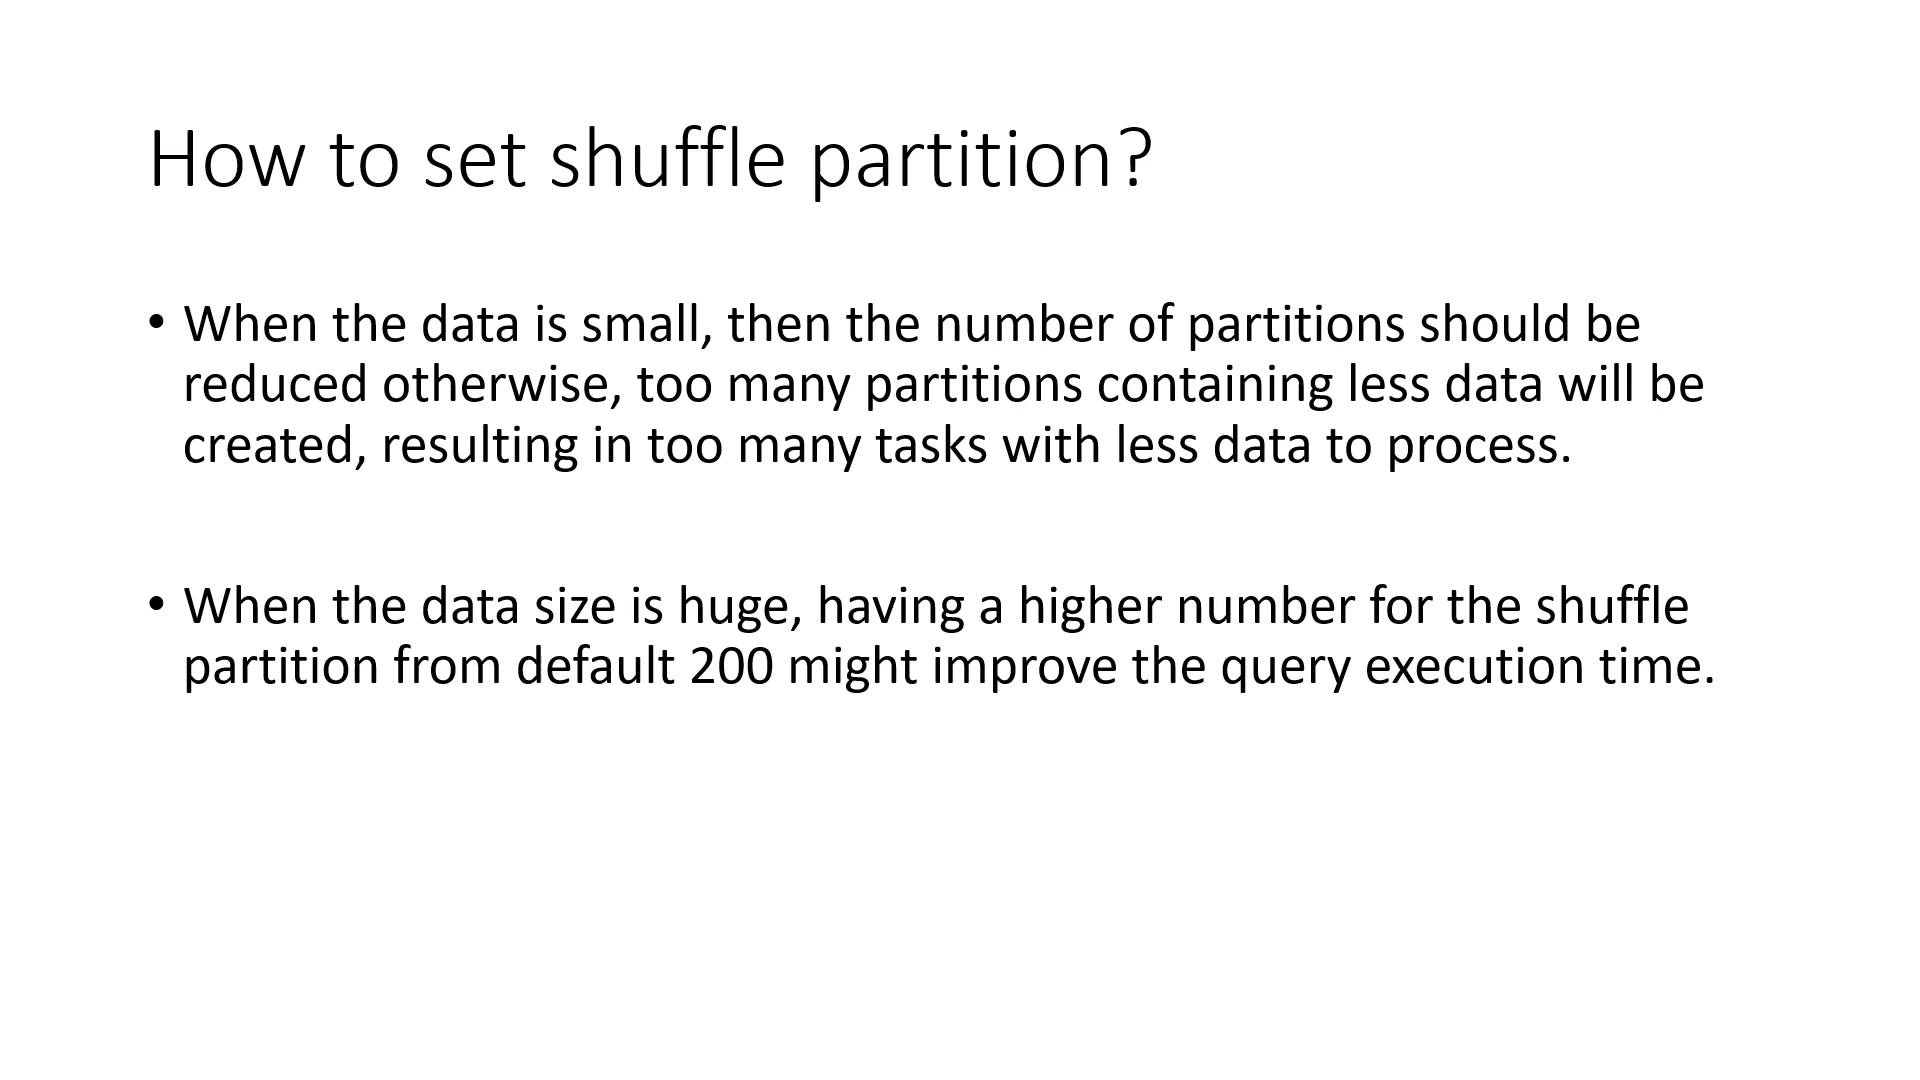 How to set shuffle partition?
• When the data is small, then the number of partitions should be
reduced otherwise, too many partitions containing less data will be
created, resulting in too many tasks with less data to process.
• When the data size is huge, having a higher number for the shuffle
partition from default 200 might improve the query execution time.